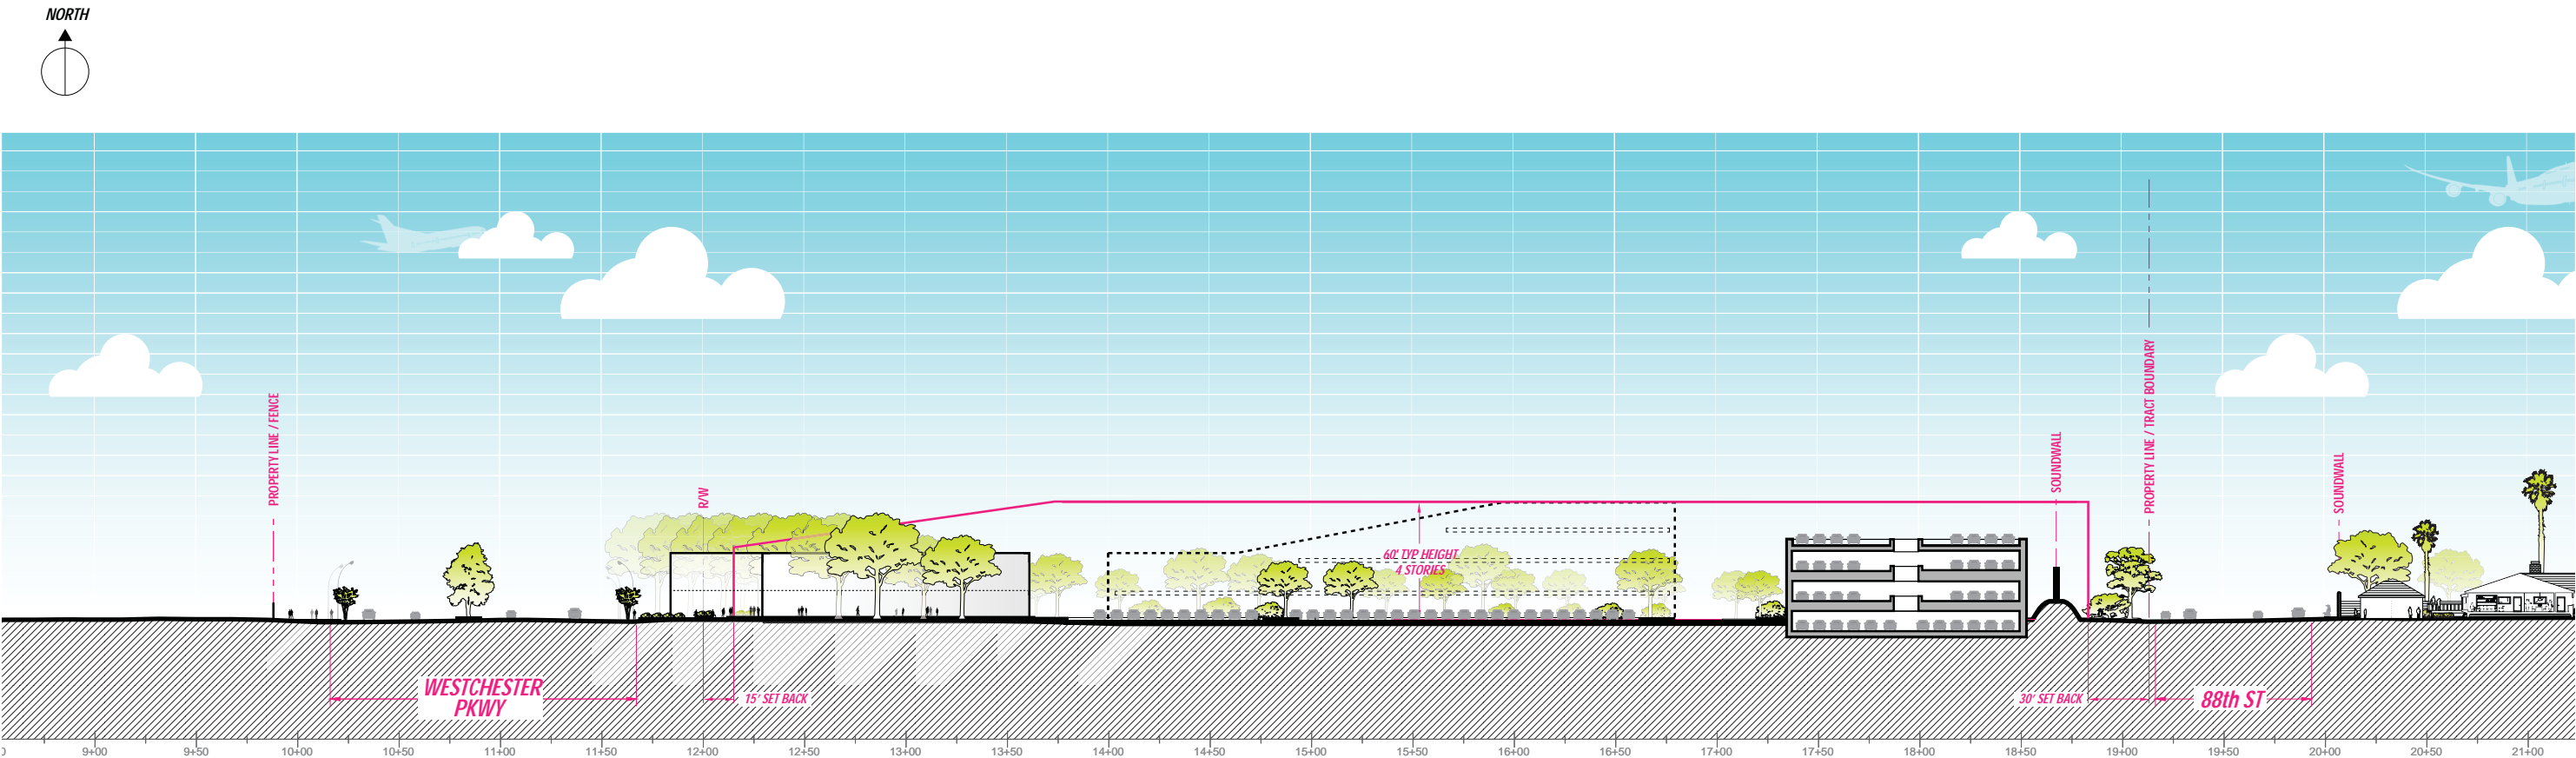 NORTH
PROPERTY LINE / FENCE
R/W
60' TYP HEIGHT
4 STORIES
SOUNDWALL
PROPERTY LINE / TRACT BOUNDARY
SOUNDWALL
WESTCHESTER
PKWY
15' SET BACK
30' SET BACK
88th ST
0 9+00 9+50 10+00 10+50 11+00 11+50 12+00 12+50 13+00 13+50 14+00 14+50 15+00 15+50 16+00 16+50 17+00 17+50 18+00 18+50 19+00 19+50 20+00 20+50 21+00